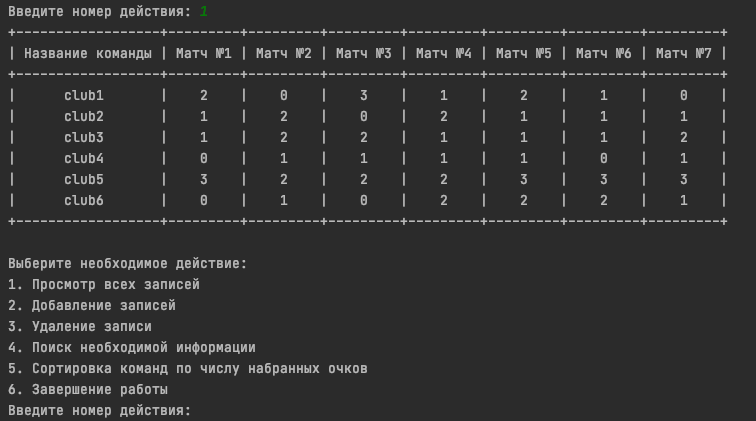 Введите номер действия: 1
+------------------+---------+---------+---------+---------+---------+---------+---------+
| Название команды | Матч №1 | Матч №2 | Матч №3 | Матч №4 | Матч №5 | Матч №6 | Матч №7 |
+------------------+---------+---------+---------+---------+---------+---------+---------+
|      club1       |    2    |    0    |    3    |    1    |    2    |    1    |    0    |
|      club2       |    1    |    2    |    0    |    2    |    1    |    1    |    1    |
|      club3       |    1    |    2    |    2    |    1    |    1    |    1    |    2    |
|      club4       |    0    |    1    |    1    |    1    |    1    |    0    |    1    |
|      club5       |    3    |    2    |    2    |    2    |    3    |    3    |    3    |
|      club6       |    0    |    1    |    0    |    2    |    2    |    2    |    1    |
+------------------+---------+---------+---------+---------+---------+---------+---------+
Выберите необходимое действие:
1. Просмотр всех записей
2. Добавление записей
3. Удаление записи
4. Поиск необходимой информации
5. Сортировка команд по числу набранных очков
6. Завершение работы
Введите номер действия: